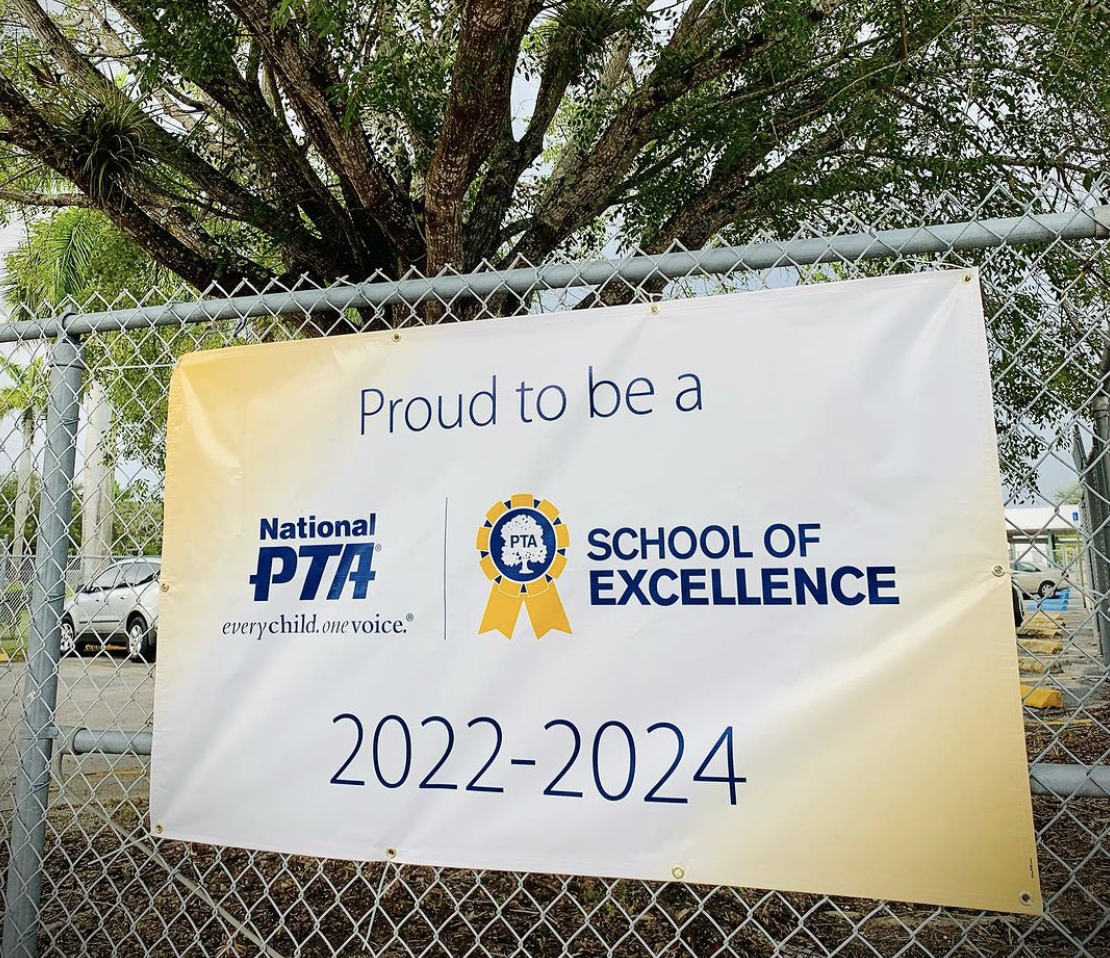 Proud to be a
National
PTA®
everychild.onevoice.®
PTA
SCHOOL OF
EXCELLENCE
2022-2024